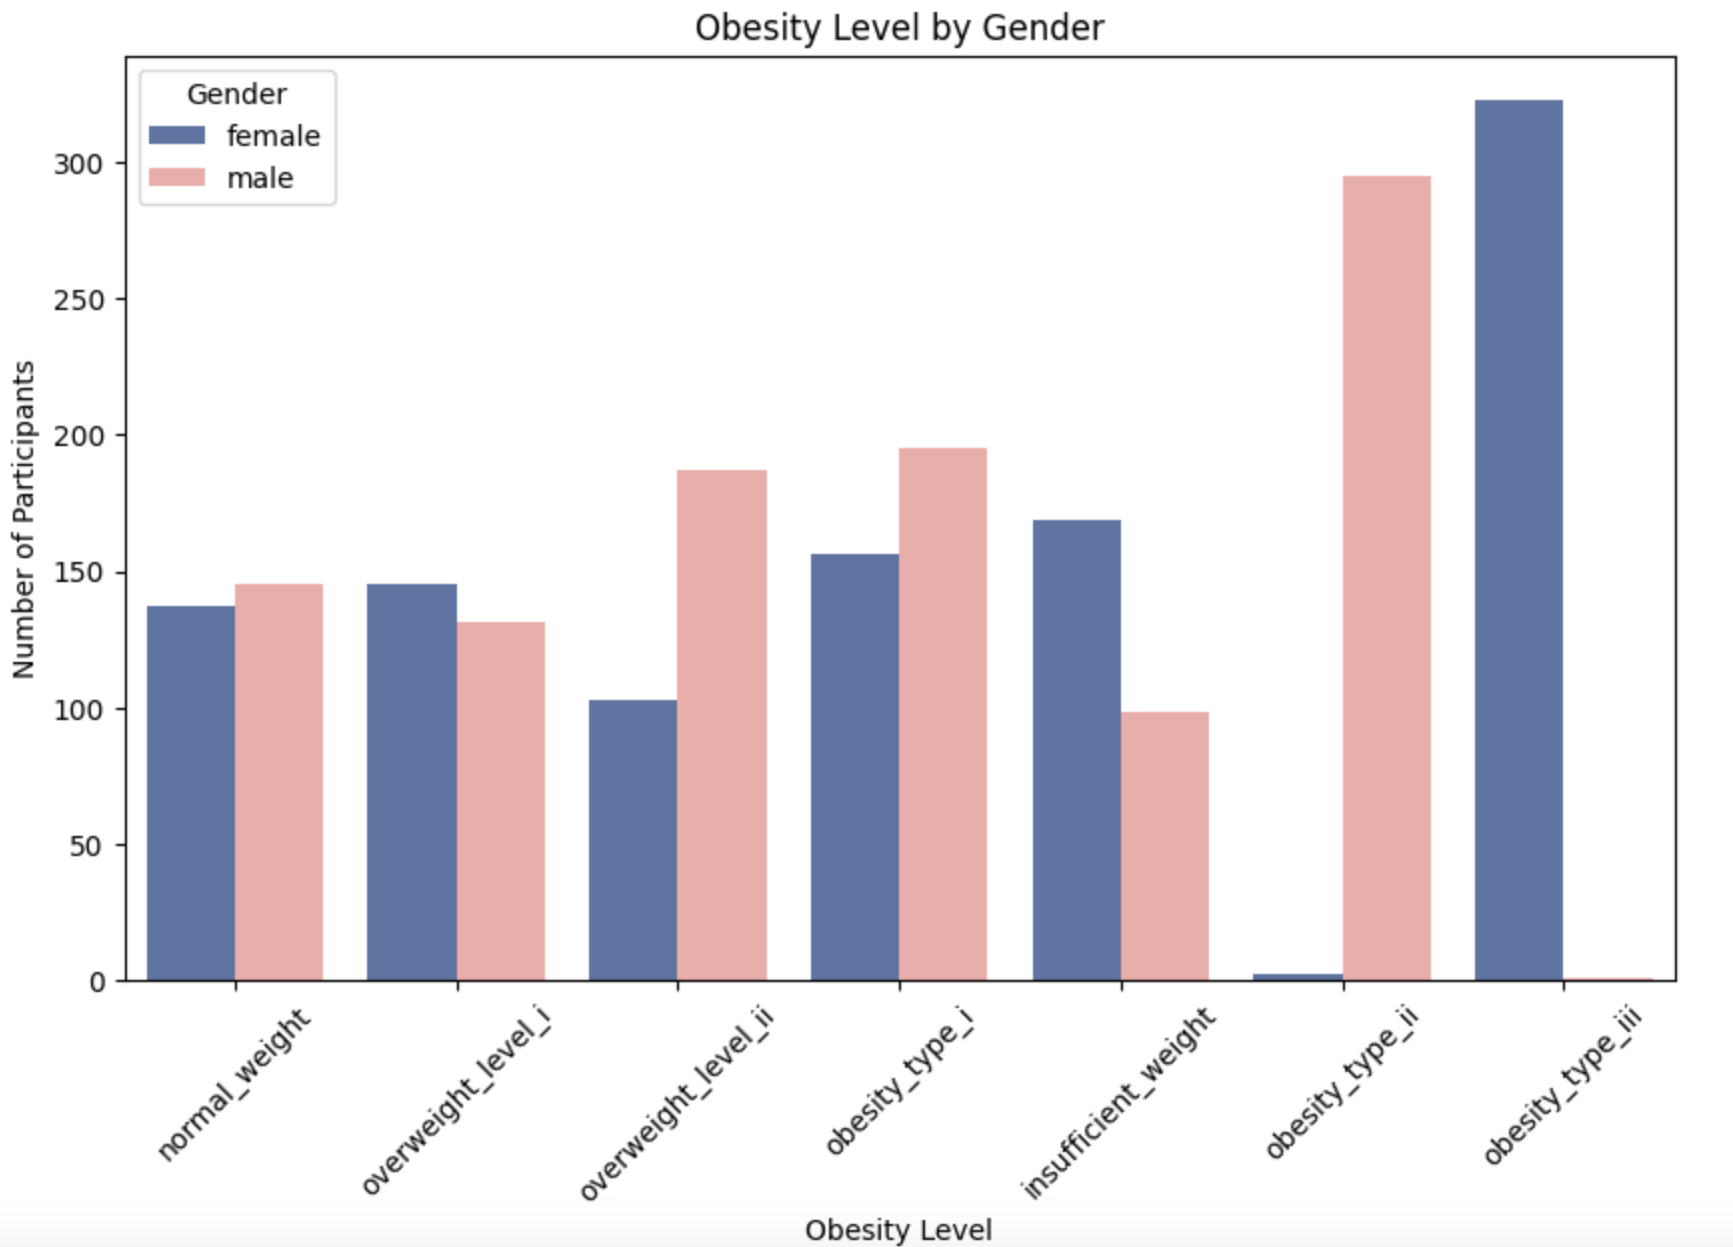 Obesity Level by Gender
Gender
female
male
Number of Participants
300
250
200
150
100
50
0
normal_weight
overweight_level_i
overweight_level_ii
obesity_type_i
insufficient_weight
obesity_type_ii
obesity_type_iii
Obesity Level